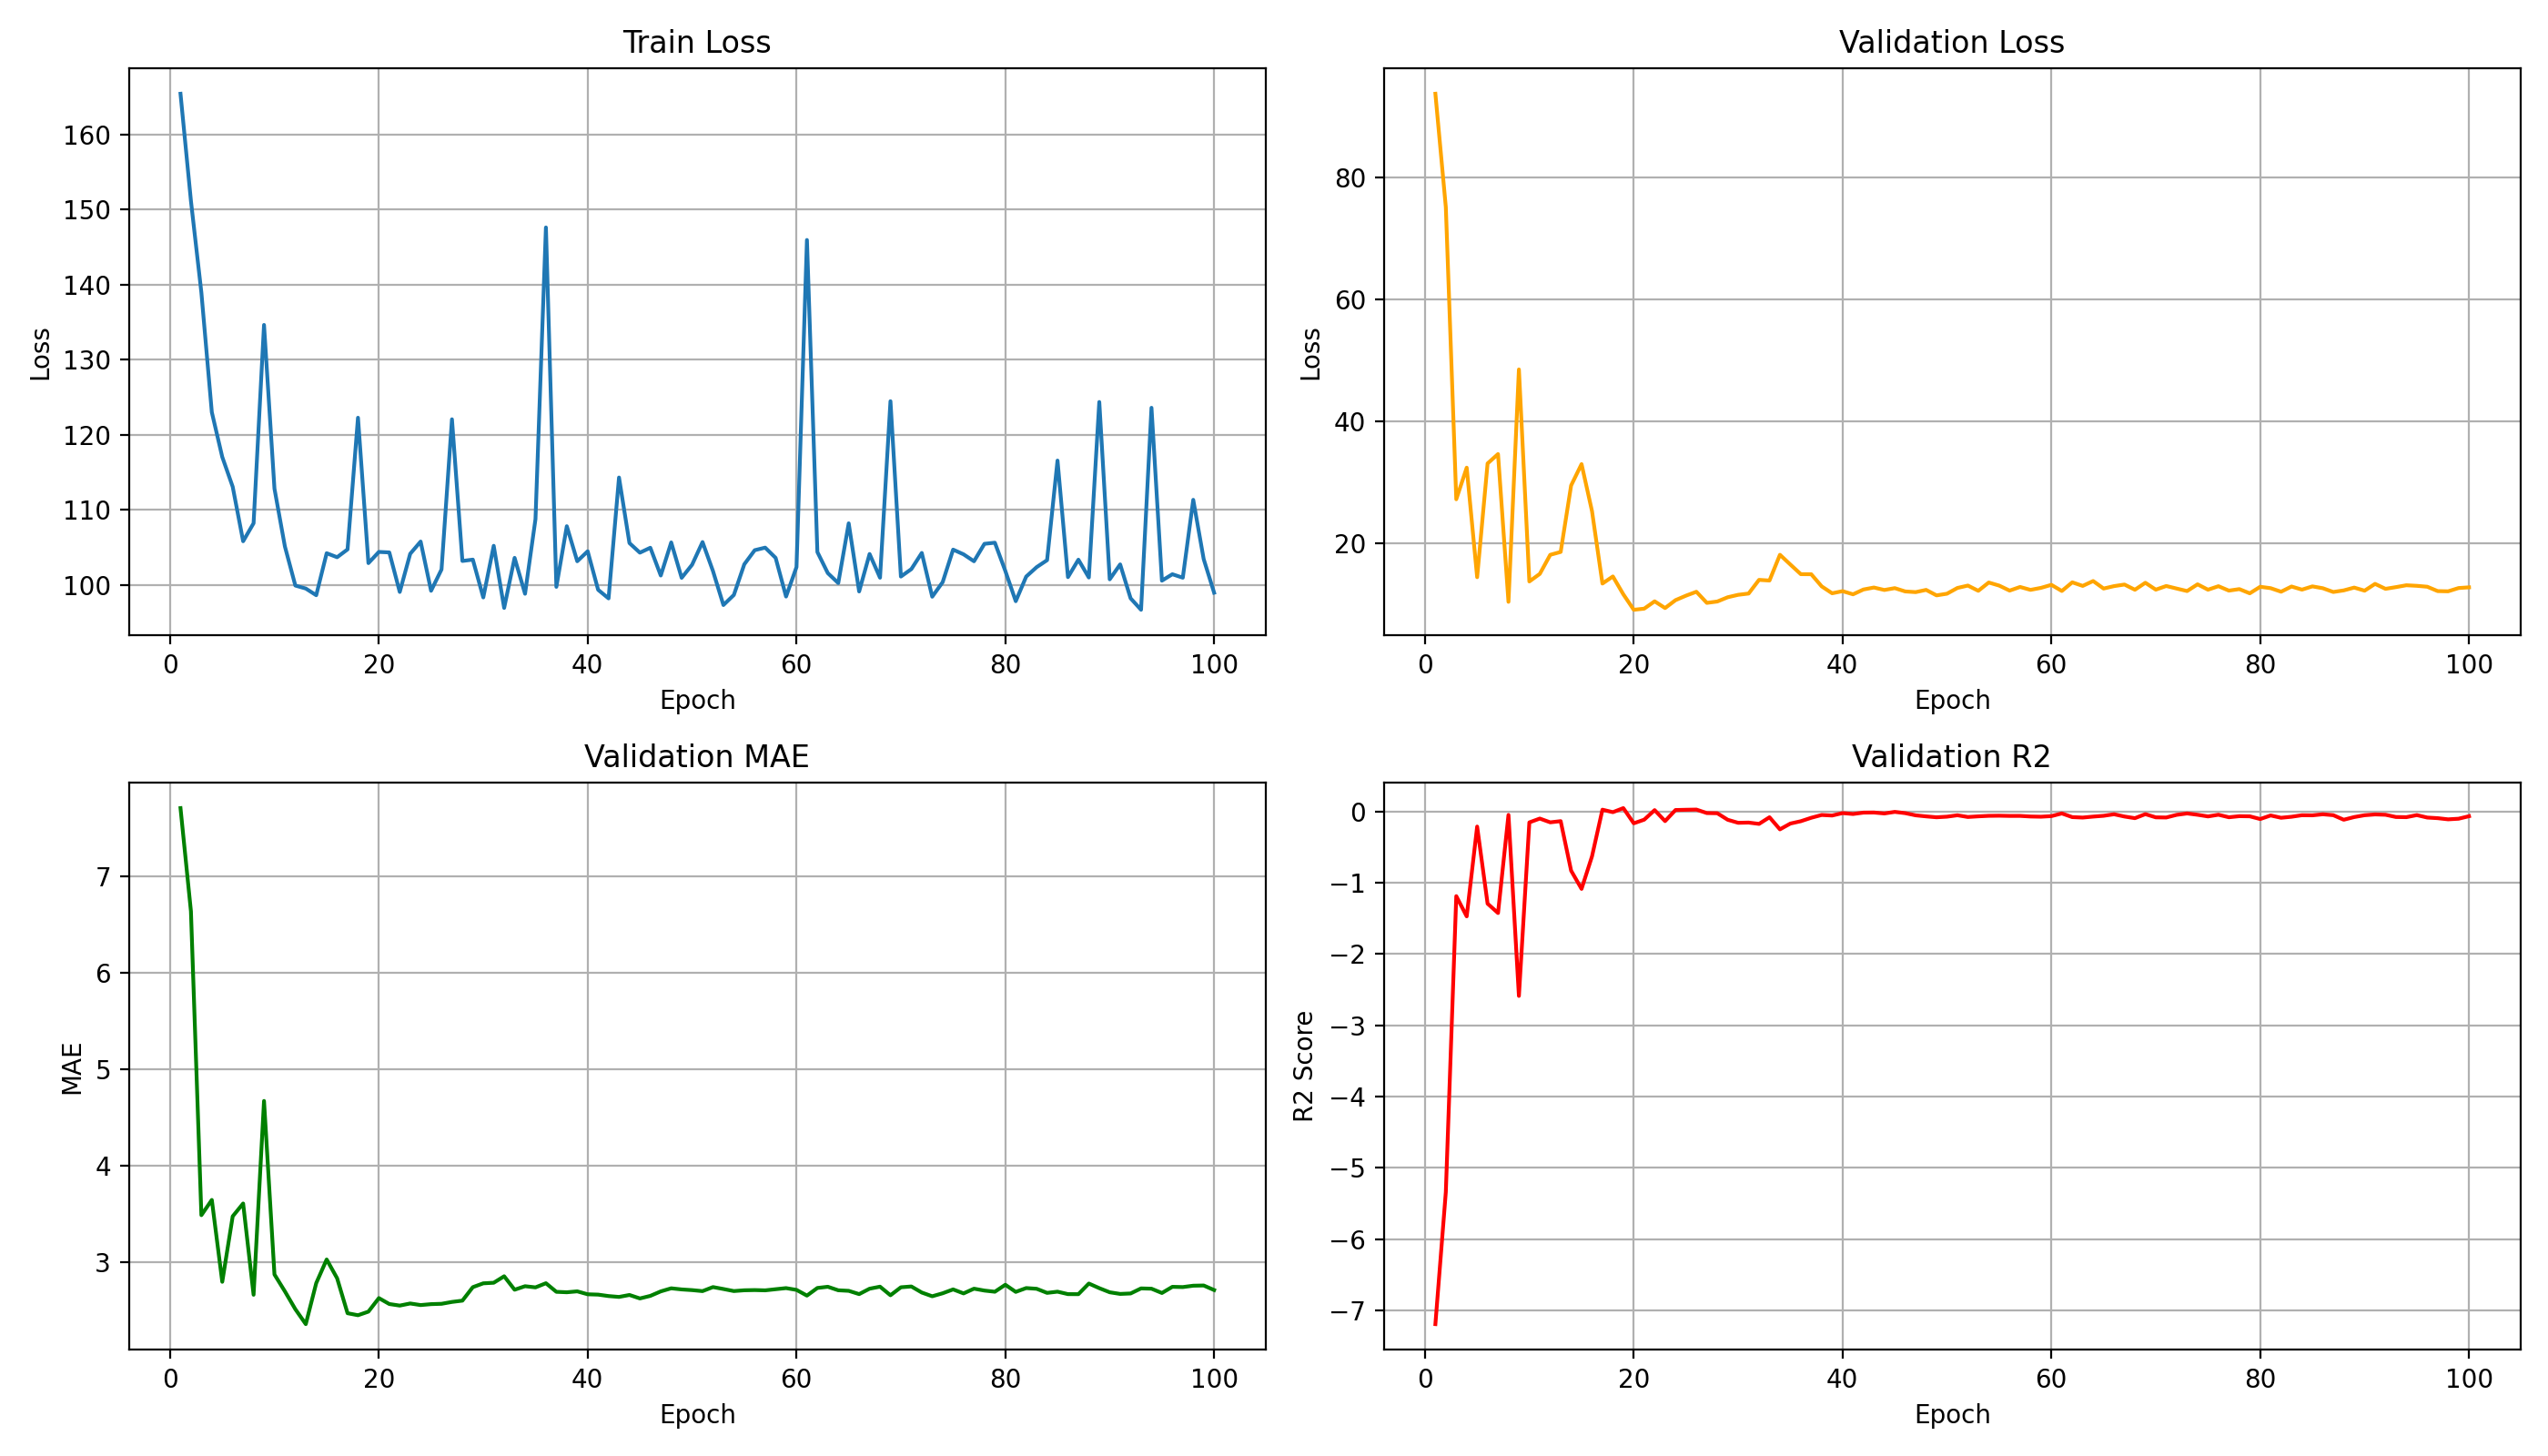 Train Loss
Loss
160
150
140
130
120
110
100
0 20 40 60 80 100
Epoch
Validation Loss
Loss
80
60
40
20
0 20 40 60 80 100
Epoch
Validation MAE
MAE
7
6
5
4
3
0 20 40 60 80 100
Epoch
Validation R2
R2 Score
0
−1
−2
−3
−4
−5
−6
−7
0 20 40 60 80 100
Epoch